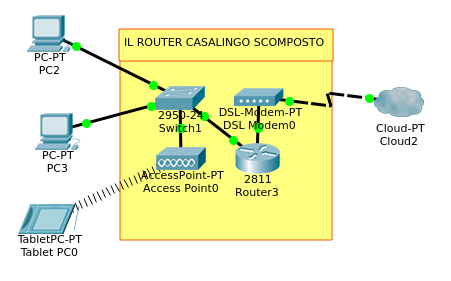 IL ROUTER CASALINGO SCOMPOSTO
PC-PT
PC2
2950-24
Switch1
DSL-Modem-PT
DSL Modem0
Cloud-PT
Cloud2
PC-PT
PC3
AccessPoint-PT
Access Point0
2811
Router3
TabletPC-PT
Tablet PC0